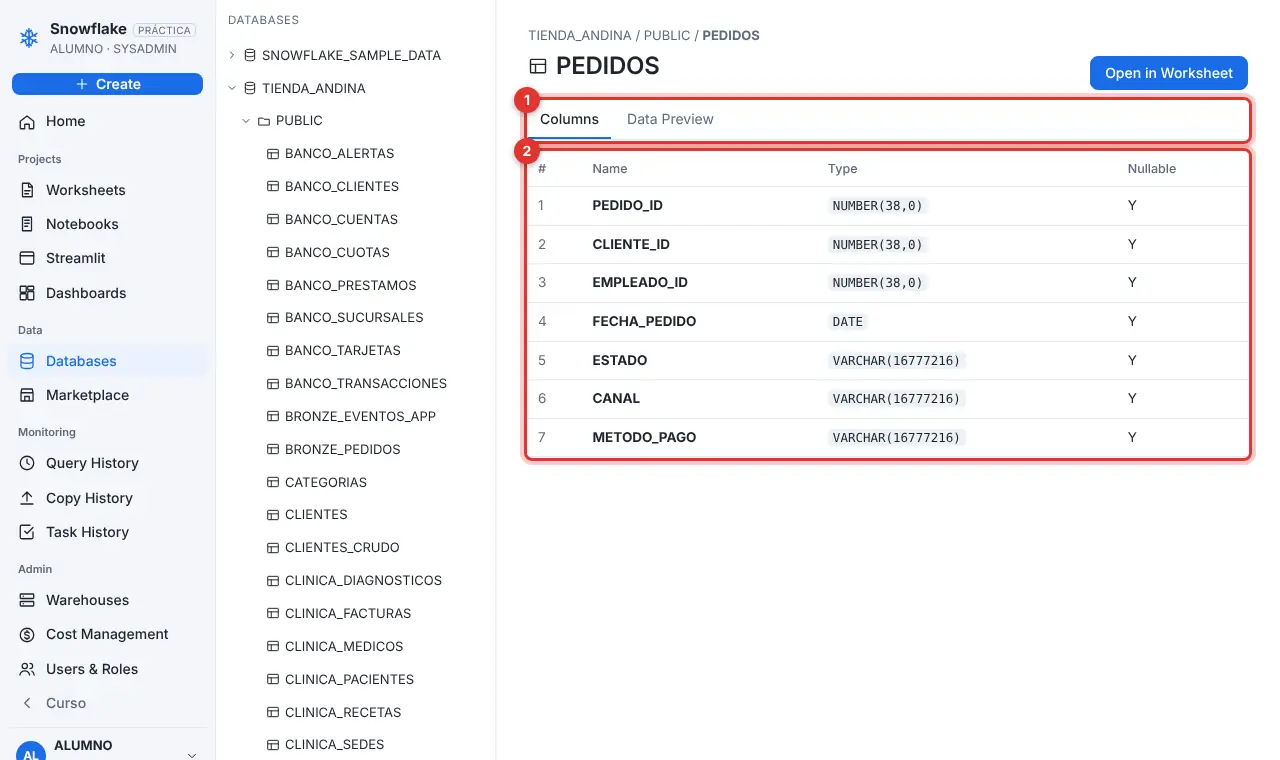 Snowflake PRÁCTICA
ALUMNO · SYSADMIN
+ Create
Home
Projects
Worksheets
Notebooks
Streamlit
Dashboards
Data
Databases
Marketplace
Monitoring
Query History
Copy History
Task History
Admin
Warehouses
Cost Management
Users & Roles
Curso
AL ALUMNO
DATABASES
SNOWFLAKE_SAMPLE_DATA
TIENDA_ANDINA
PUBLIC
BANCO_ALERTAS
BANCO_CLIENTES
BANCO_CUENTAS
BANCO_CUOTAS
BANCO_PRESTAMOS
BANCO_SUCURSALES
BANCO_TARJETAS
BANCO_TRANSACCIONES
BRONZE_EVENTOS_APP
BRONZE_PEDIDOS
CATEGORIAS
CLIENTES
CLIENTES_CRUDO
CLINICA_DIAGNOSTICOS
CLINICA_FACTURAS
CLINICA_MEDICOS
CLINICA_PACIENTES
CLINICA_RECETAS
CLINICA_SEDES
TIENDA_ANDINA / PUBLIC / PEDIDOS
PEDIDOS
Open in Worksheet
1
Columns Data Preview
2
# Name Type Nullable
1 PEDIDO_ID NUMBER(38,0) Y
2 CLIENTE_ID NUMBER(38,0) Y
3 EMPLEADO_ID NUMBER(38,0) Y
4 FECHA_PEDIDO DATE Y
5 ESTADO VARCHAR(16777216) Y
6 CANAL VARCHAR(16777216) Y
7 METODO_PAGO VARCHAR(16777216) Y